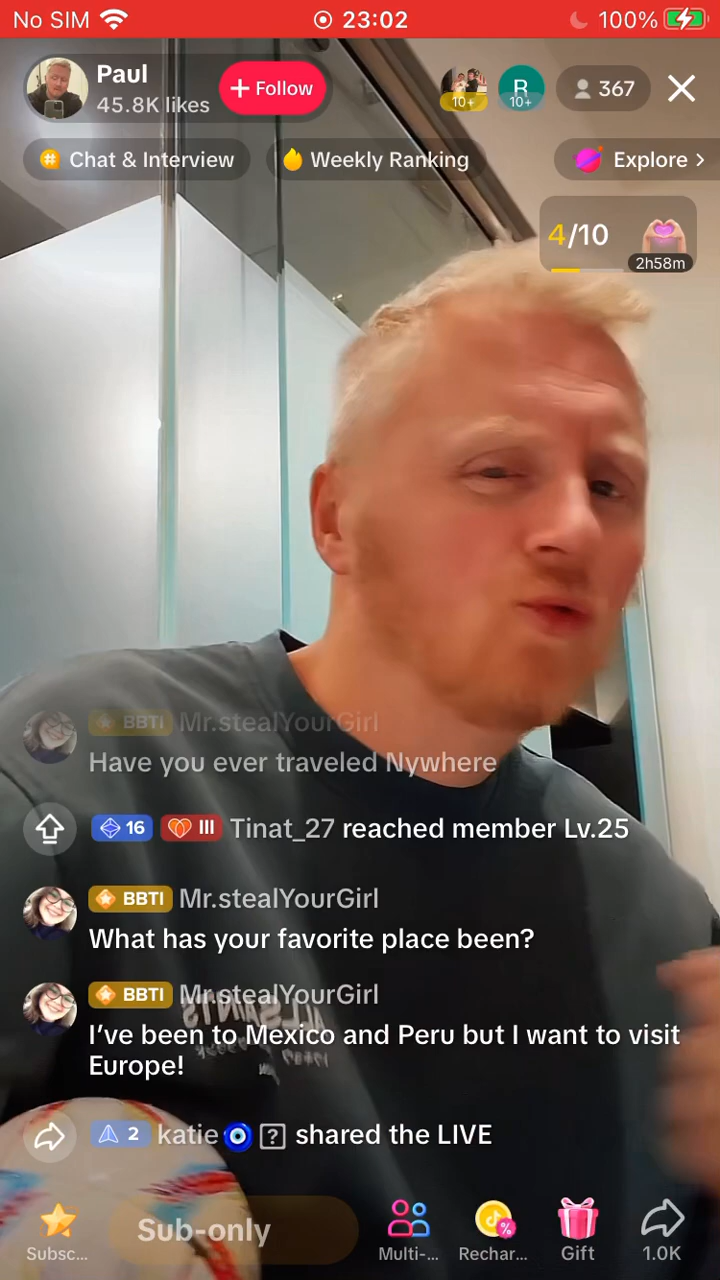 No SIM 23:02 100%
Paul
45.8K likes
+ Follow
10+
R
10+
367
Chat & Interview
Weekly Ranking
Explore >
4/10
2h58m
BBTI Mr.stealYourGirl
Have you ever traveled Nywhere
16 III Tinat_27 reached member Lv.25
BBTI Mr.stealYourGirl
What has your favorite place been?
BBTI Mr.stealYourGirl
I've been to Mexico and Peru but I want to visit
Europe!
2 katie ? shared the LIVE
Sub-only
Subsc...
Multi-...
Rechar...
Gift
1.0K